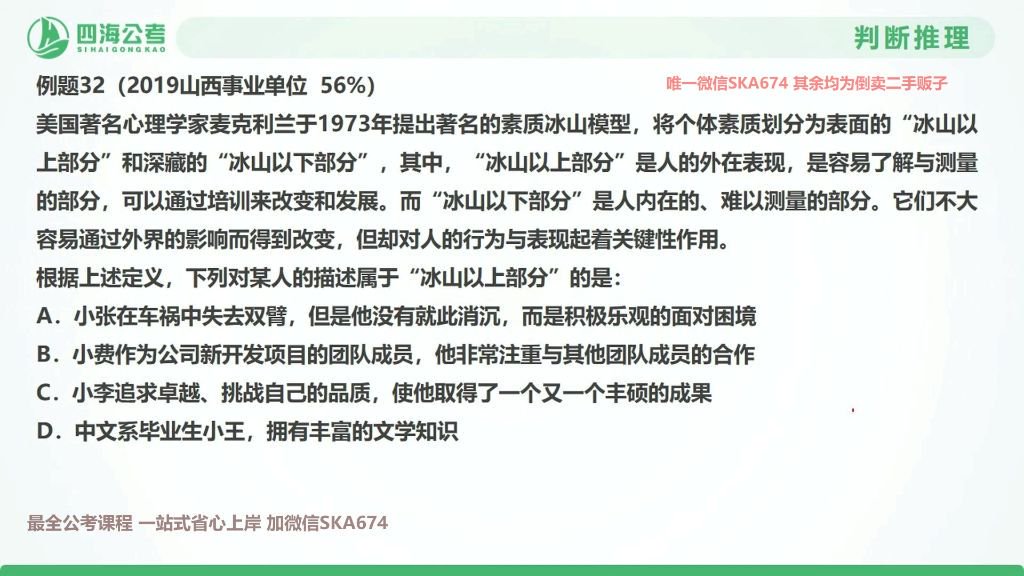 四海公考
SIHAIGONGKAO
判断推理
例题32（2019山西事业单位 56%）
唯一微信SKA674 其余均为倒卖二手贩子
美国著名心理学家麦克利兰于1973年提出著名的素质冰山模型，将个体素质划分为表面的“冰山以
上部分”和深藏的“冰山以下部分”，其中，“冰山以上部分”是人的外在表现，是容易了解与测量
的部分，可以通过培训来改变和发展。而“冰山以下部分”是人内在的、难以测量的部分。它们不大
容易通过外界的影响而得到改变，但却对人的行为与表现起着关键性作用。
根据上述定义，下列对某人的描述属于“冰山以上部分”的是：
A．小张在车祸中失去双臂，但是他没有就此消沉，而是积极乐观的面对困境
B．小费作为公司新开发项目的团队成员，他非常注重与其他团队成员的合作
C．小李追求卓越、挑战自己的品质，使他取得了一个又一个丰硕的成果
D．中文系毕业生小王，拥有丰富的文学知识
最全公考课程 一站式省心上岸 加微信SKA674